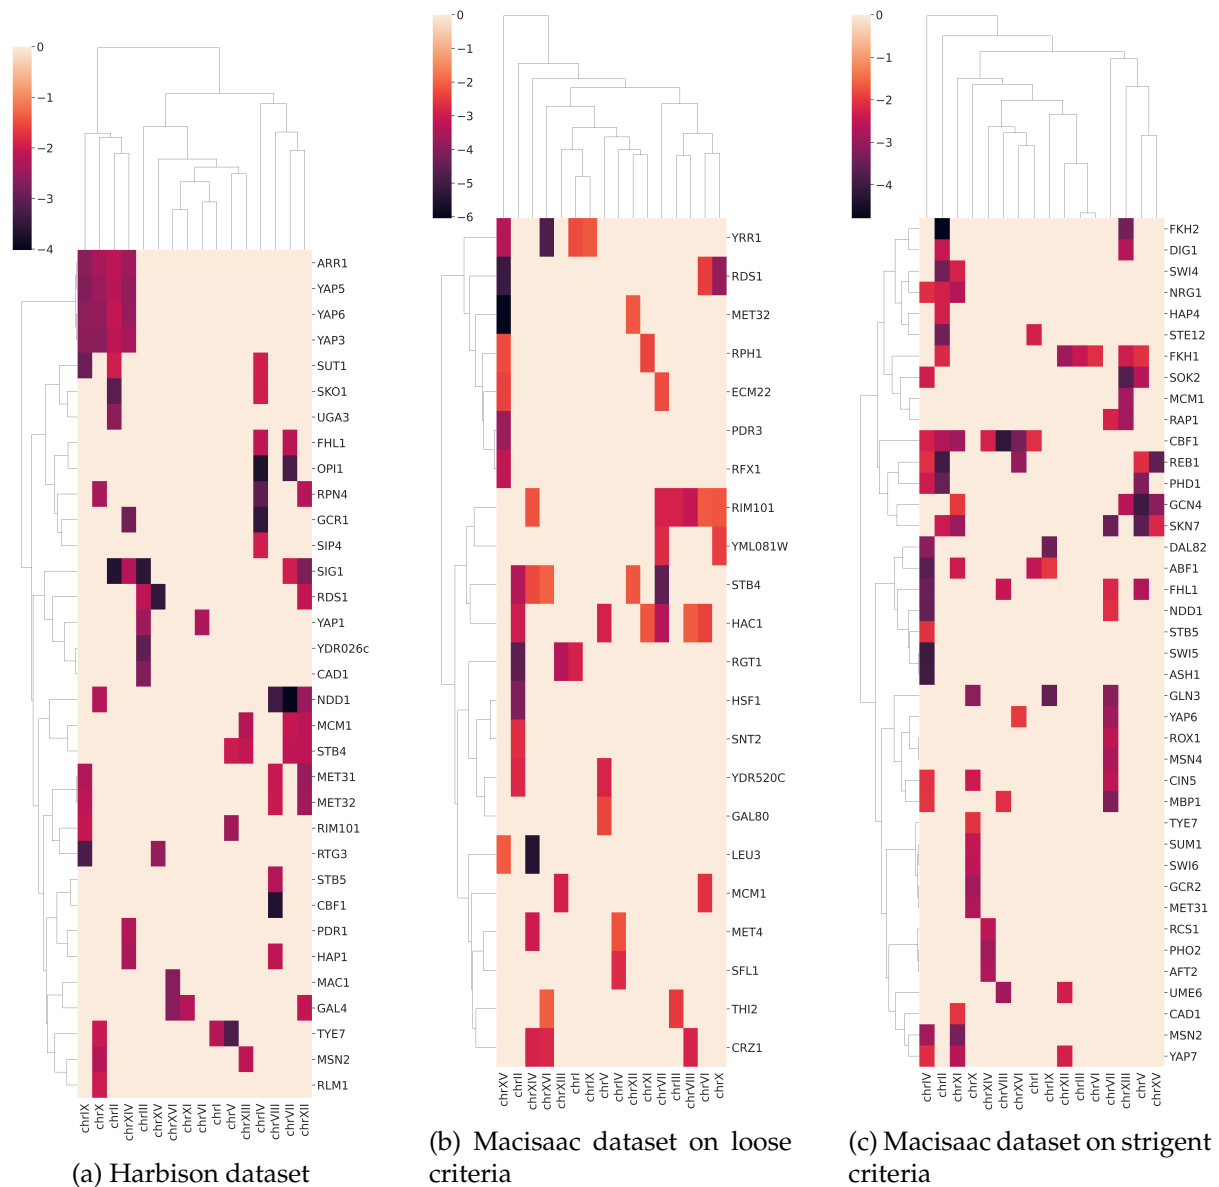 0
−1
−2
−3
−4
ARR1
YAP5
YAP6
YAP3
SUT1
SKO1
UGA3
FHL1
OPI1
RPN4
GCR1
SIP4
SIG1
RDS1
YAP1
YDR026c
CAD1
NDD1
MCM1
STB4
MET31
MET32
RIM101
RTG3
STB5
CBF1
PDR1
HAP1
MAC1
GAL4
TYE7
MSN2
RLM1
chrIX
chrX
chrII
chrXIV
chrIII
chrXV
chrXVI
chrXI
chrVI
chrI
chrV
chrXIII
chrIV
chrVIII
chrVII
chrXII
(a) Harbison dataset
0
−1
−2
−3
−4
−5
−6
YRR1
RDS1
MET32
RPH1
ECM22
PDR3
RFX1
RIM101
YML081W
STB4
HAC1
RGT1
HSF1
SNT2
YDR520C
GAL80
LEU3
MCM1
MET4
SFL1
THI2
CRZ1
chrXV
chrII
chrXIV
chrXVI
chrXIII
chrI
chrIX
chrV
chrIV
chrXII
chrXI
chrVII
chrIII
chrVIII
chrVI
chrX
(b) Macisaac dataset on loose
criteria
0
−1
−2
−3
−4
FKH2
DIG1
SWI4
NRG1
HAP4
STE12
FKH1
SOK2
MCM1
RAP1
CBF1
REB1
PHD1
GCN4
SKN7
DAL82
ABF1
FHL1
NDD1
STB5
SWI5
ASH1
GLN3
YAP6
ROX1
MSN4
CIN5
MBP1
TYE7
SUM1
SWI6
GCR2
MET31
RCS1
PHO2
AFT2
UME6
CAD1
MSN2
YAP7
chrIV
chrII
chrXI
chrX
chrXIV
chrVIII
chrXVI
chrI
chrIX
chrXII
chrIII
chrVI
chrVII
chrXIII
chrV
chrXV
(c) Macisaac dataset on strigent
criteria